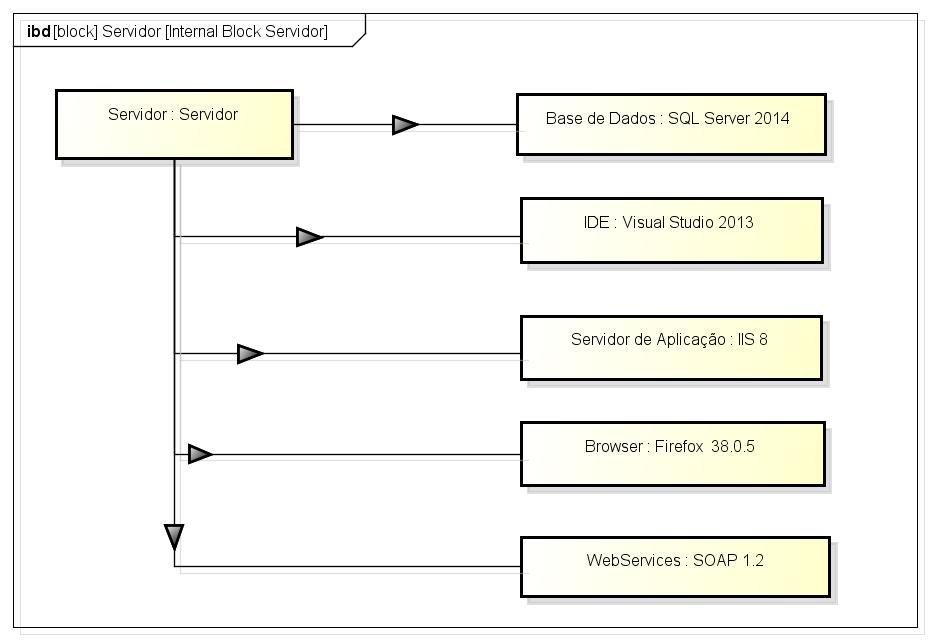 ibd [block] Servidor [Internal Block Servidor]
Servidor : Servidor
Base de Dados : SQL Server 2014
IDE : Visual Studio 2013
Servidor de Aplicação : IIS 8
Browser : Firefox 38.0.5
WebServices : SOAP 1.2